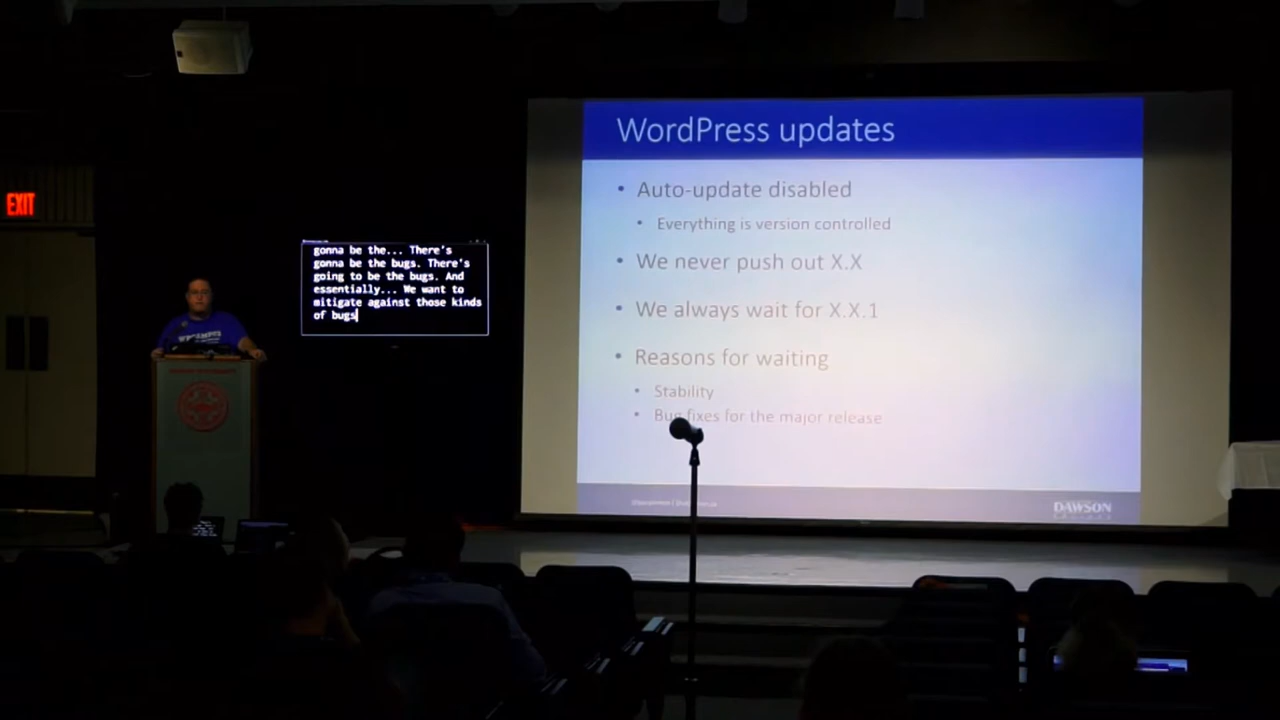 EXIT
gonna be the... There's
gonna be the bugs. There's
going to be the bugs. And
essentially... We want to
mitigate against those kinds
of bugs
WordPress updates
• Auto-update disabled
• Everything is version controlled
• We never push out X.X
• We always wait for X.X.1
• Reasons for waiting
• Stability
• Bug fixes for the major release
DAWSON